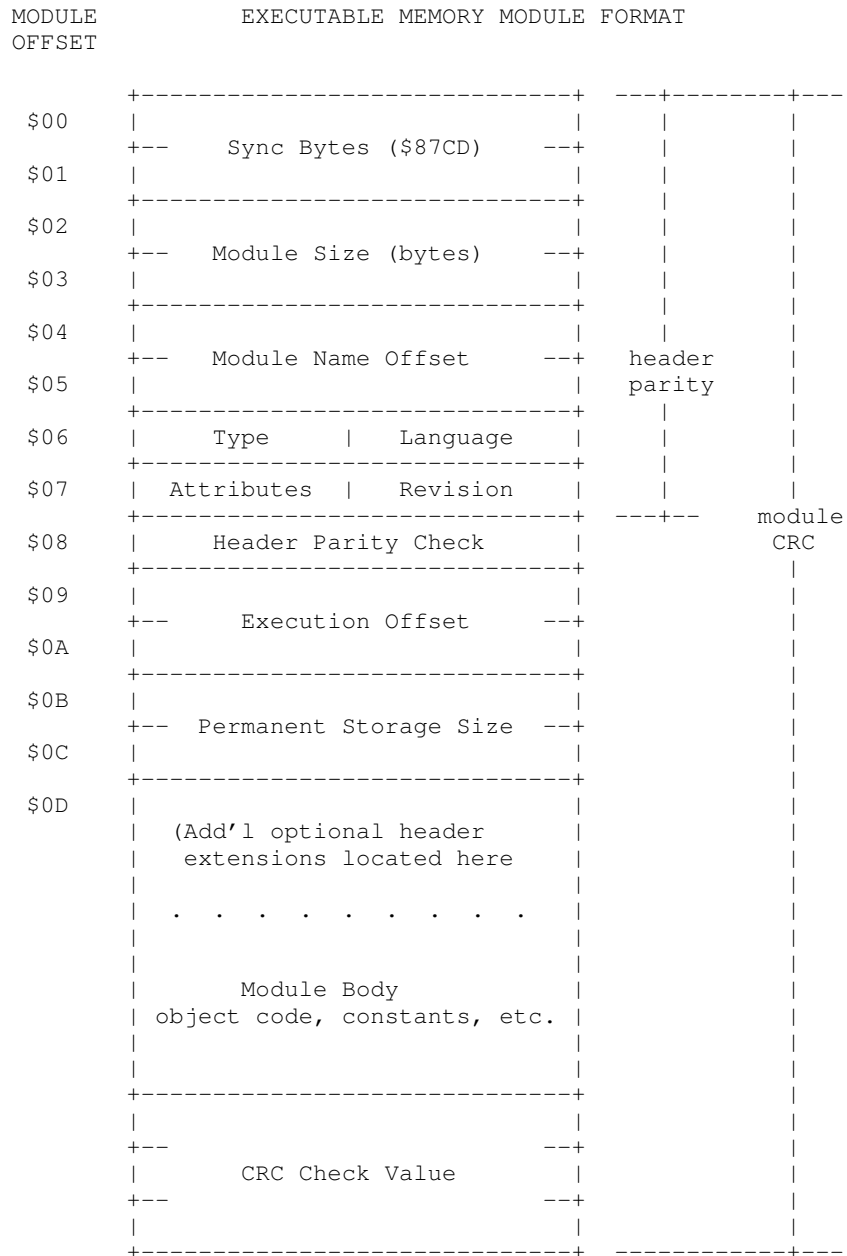 MODULE EXECUTABLE MEMORY MODULE FORMAT
OFFSET
$00
Sync Bytes ($87CD)
$01
$02
Module Size (bytes)
$03
$04
Module Name Offset header
$05 parity
$06 Type | Language
$07 Attributes | Revision
module
$08 Header Parity Check CRC
$09
Execution Offset
$0A
$0B
Permanent Storage Size
$0C
$0D
(Add'l optional header
extensions located here
. . . . . . . . .
Module Body
object code, constants, etc.
CRC Check Value